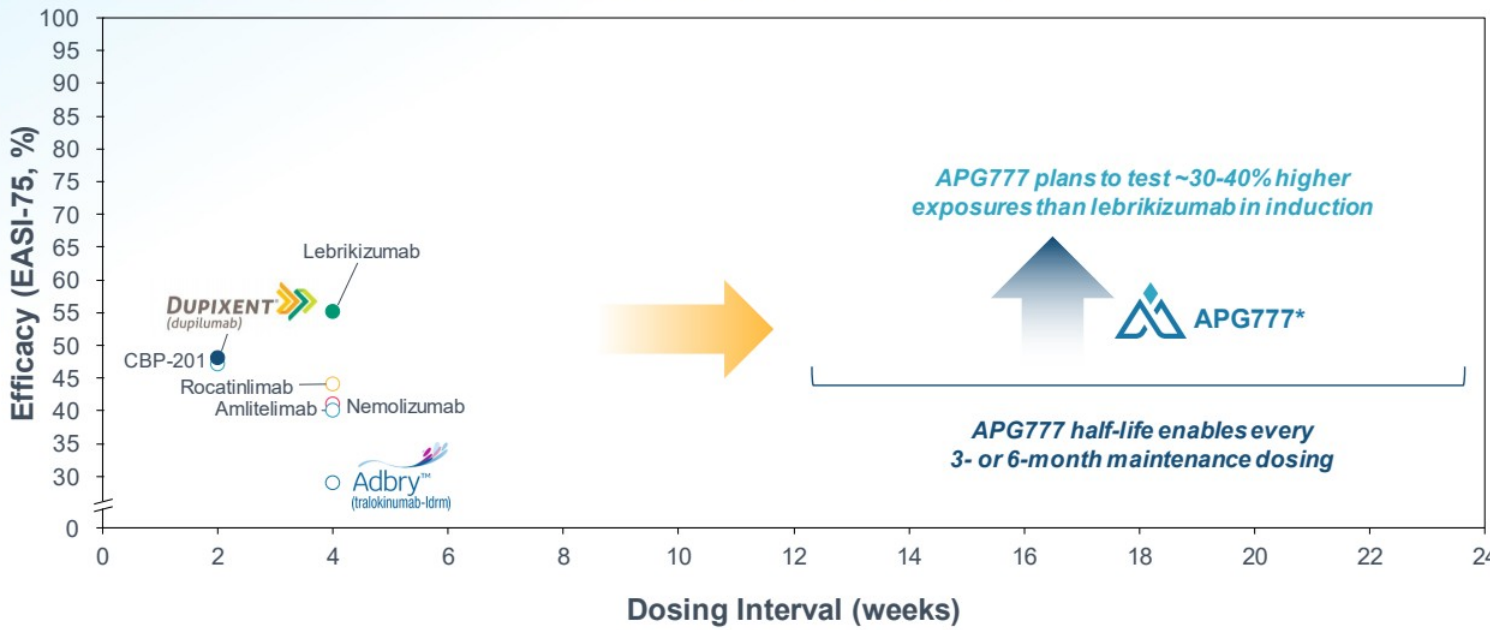 Efficacy (EASI-75, %)
100
95
90
85
80
75
70
65
60
55
50
45
40
35
30
0
Lebrikizumab
DUPIXENT®
(dupilumab)
CBP-201
Rocatinlimab
Amlitelimab
Nemolizumab
Adbry™
(tralokinumab-ldrm)
APG777 plans to test ~30-40% higher
exposures than lebrikizumab in induction
APG777*
APG777 half-life enables every
3- or 6-month maintenance dosing
0 2 4 6 8 10 12 14 16 18 20 22 24
Dosing Interval (weeks)